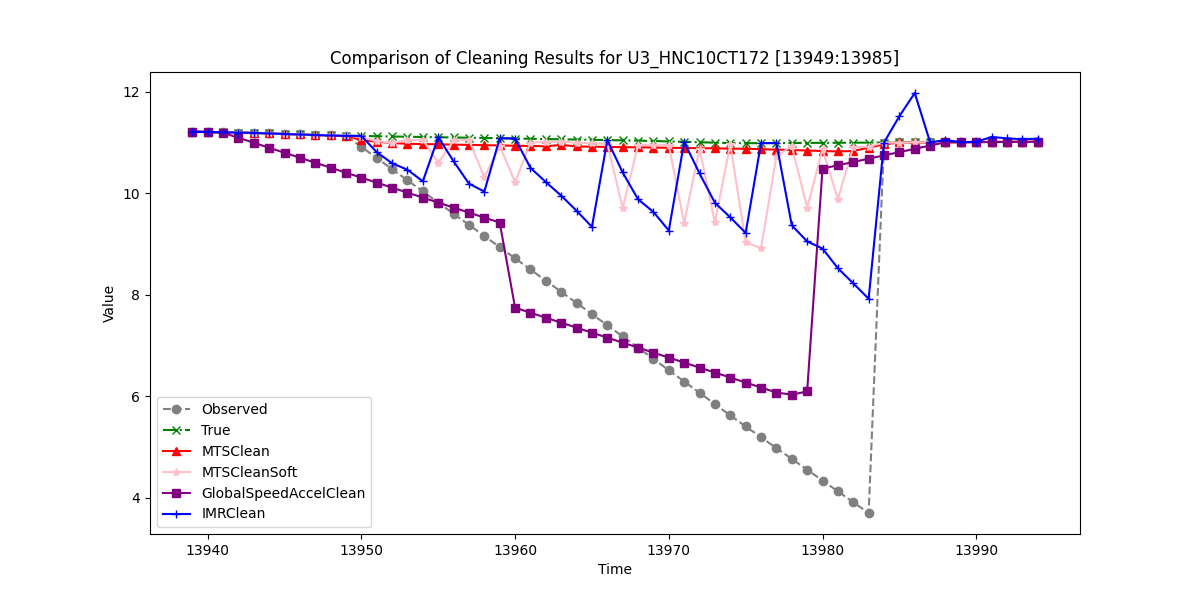 Comparison of Cleaning Results for U3_HNC10CT172 [13949:13985]
12
10
8
6
4
Value
Observed
True
MTSClean
MTSCleanSoft
GlobalSpeedAccelClean
IMRClean
13940 13950 13960 13970 13980 13990
Time